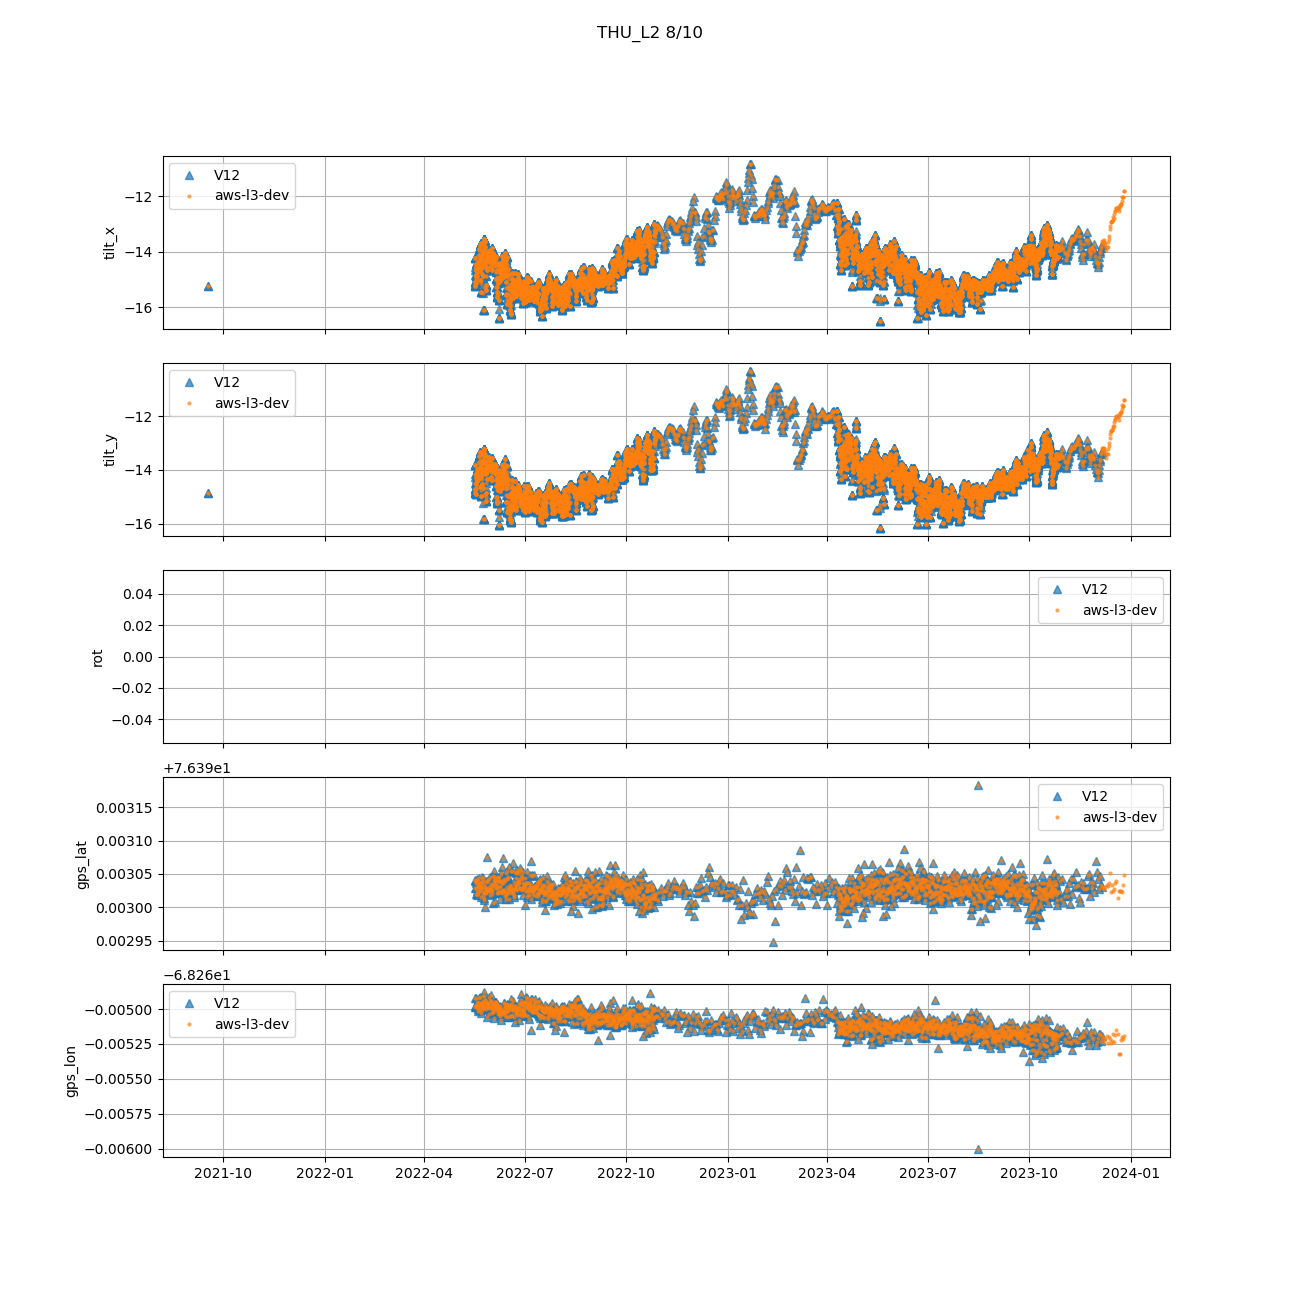 THU_L2 8/10
V12
aws-l3-dev
tilt_x
−12
−14
−16
V12
aws-l3-dev
tilt_y
−12
−14
−16
V12
aws-l3-dev
rot
0.04
0.02
0.00
−0.02
−0.04
+7.639e1
V12
aws-l3-dev
gps_lat
0.00315
0.00310
0.00305
0.00300
0.00295
−6.826e1
V12
aws-l3-dev
gps_lon
−0.00500
−0.00525
−0.00550
−0.00575
−0.00600
2021-10 2022-01 2022-04 2022-07 2022-10 2023-01 2023-04 2023-07 2023-10 2024-01